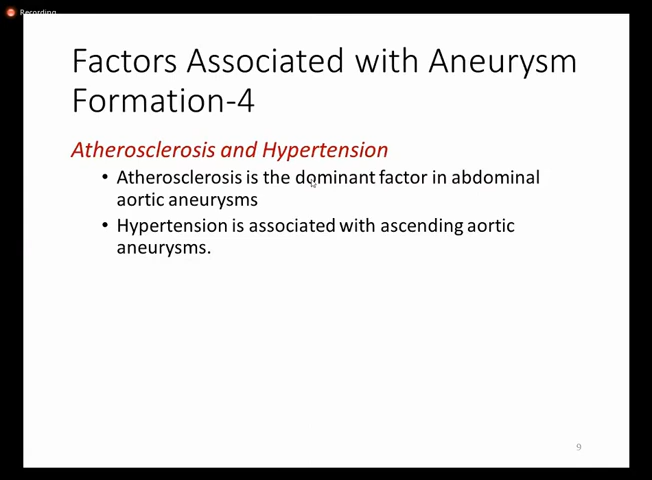 Recording
Factors Associated with Aneurysm
Formation-4
Atherosclerosis and Hypertension
• Atherosclerosis is the dominant factor in abdominal
aortic aneurysms
• Hypertension is associated with ascending aortic
aneurysms.
9